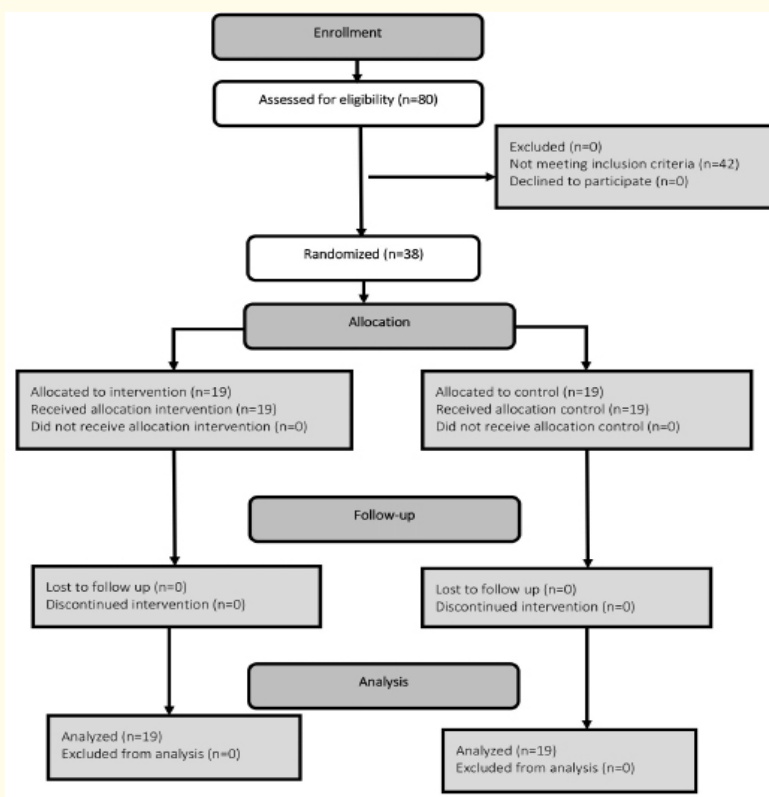 Enrollment
Assessed for eligibility (n=80)
Excluded (n=0)
Not meeting inclusion criteria (n=42)
Declined to participate (n=0)
Randomized (n=38)
Allocation
Allocated to intervention (n=19)
Received allocation intervention (n=19)
Did not receive allocation intervention (n=0)
Allocated to control (n=19)
Received allocation control (n=19)
Did not receive allocation control (n=0)
Follow-up
Lost to follow up (n=0)
Discontinued intervention (n=0)
Lost to follow up (n=0)
Discontinued intervention (n=0)
Analysis
Analyzed (n=19)
Excluded from analysis (n=0)
Analyzed (n=19)
Excluded from analysis (n=0)